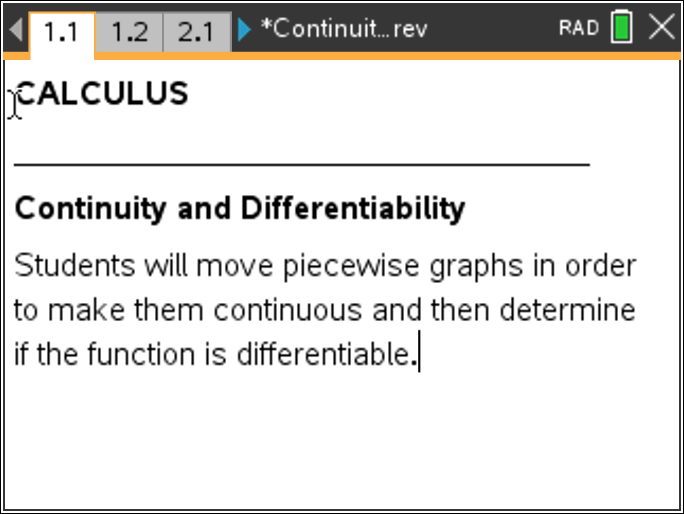 1.1 1.2 2.1 *Continuit...rev RAD
CALCULUS
Continuity and Differentiability
Students will move piecewise graphs in order
to make them continuous and then determine
if the function is differentiable.